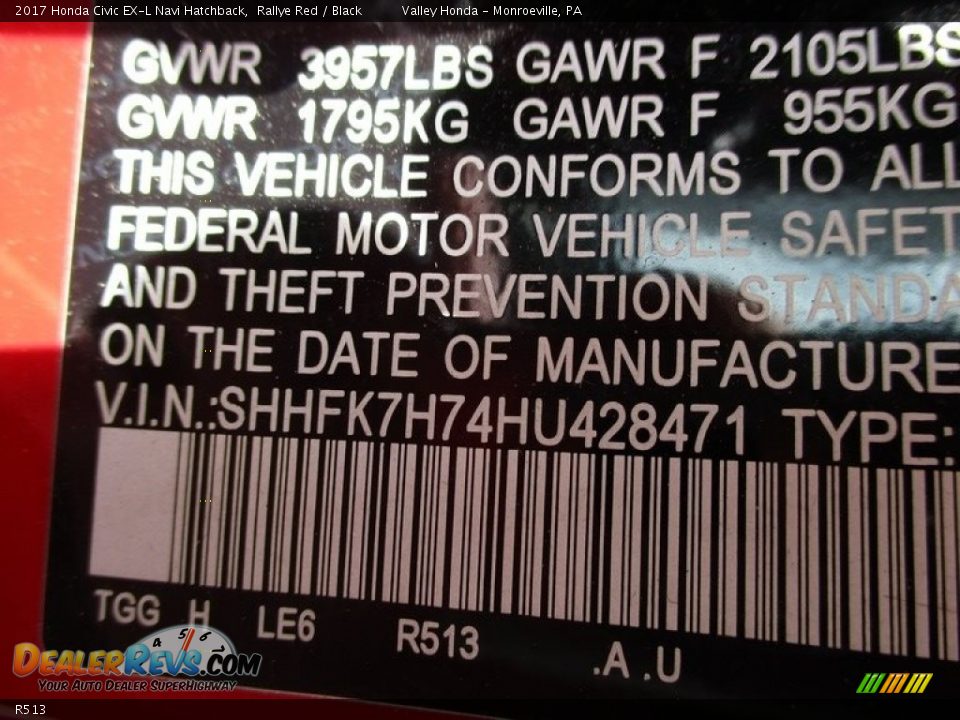 2017 Honda Civic EX-L Navi Hatchback, Rallye Red / Black Valley Honda - Monroeville, PA
GVWR 3957LBS GAWR F 2105LBS
GVWR 1795KG GAWR F 955KG
THIS VEHICLE CONFORMS TO ALL
FEDERAL MOTOR VEHICLE SAFET
AND THEFT PREVENTION STANDA
ON THE DATE OF MANUFACTURE
V.I.N.:SHHFK7H74HU428471 TYPE:
TGG H LE6 R513 .A .U
DEALERREVS.COM
YOUR AUTO DEALER SUPERHIGHWAY
R513